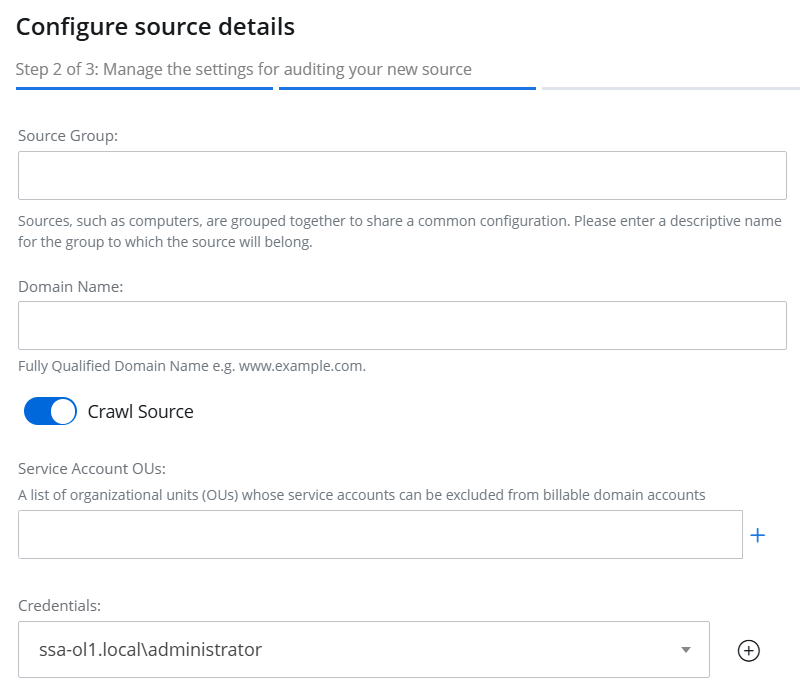 Configure source details
Step 2 of 3: Manage the settings for auditing your new source
Source Group:
Sources, such as computers, are grouped together to share a common configuration. Please enter a descriptive name
for the group to which the source will belong.
Domain Name:
Fully Qualified Domain Name e.g. www.example.com.
Crawl Source
Service Account OUs:
A list of organizational units (OUs) whose service accounts can be excluded from billable domain accounts
Credentials:
ssa-ol1.local\administrator